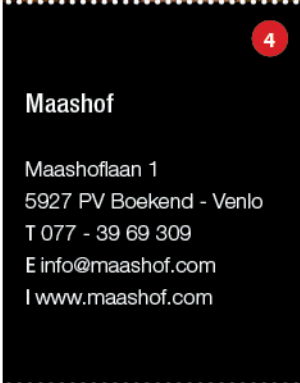 4
Maashof
Maashoflaan 1
5927 PV Boekend - Venlo
T 077 - 39 69 309
E info@maashof.com
I www.maashof.com